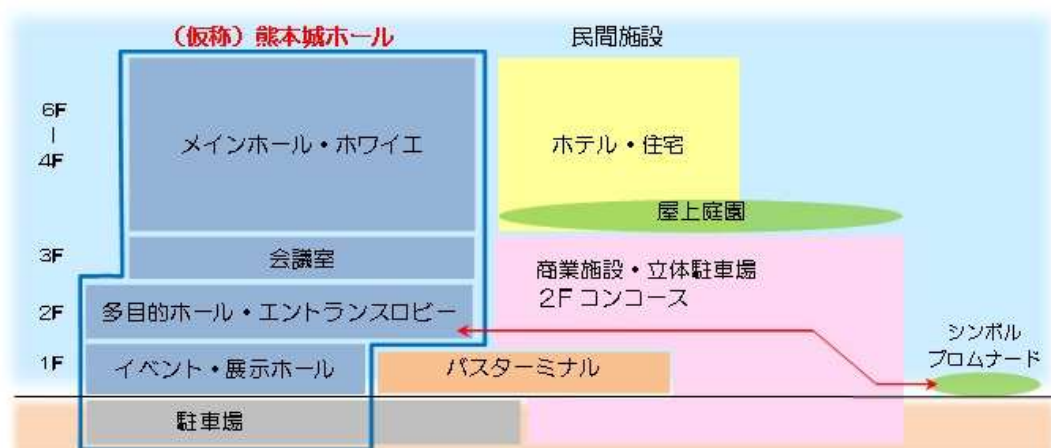 （仮称）熊本城ホール
民間施設
6F
|
4F
メインホール・ホワイエ
ホテル・住宅
屋上庭園
3F
会議室
商業施設・立体駐車場
２Fコンコース
2F
多目的ホール・エントランスロビー
シンボル
プロムナード
1F
イベント・展示ホール
バスターミナル
駐車場